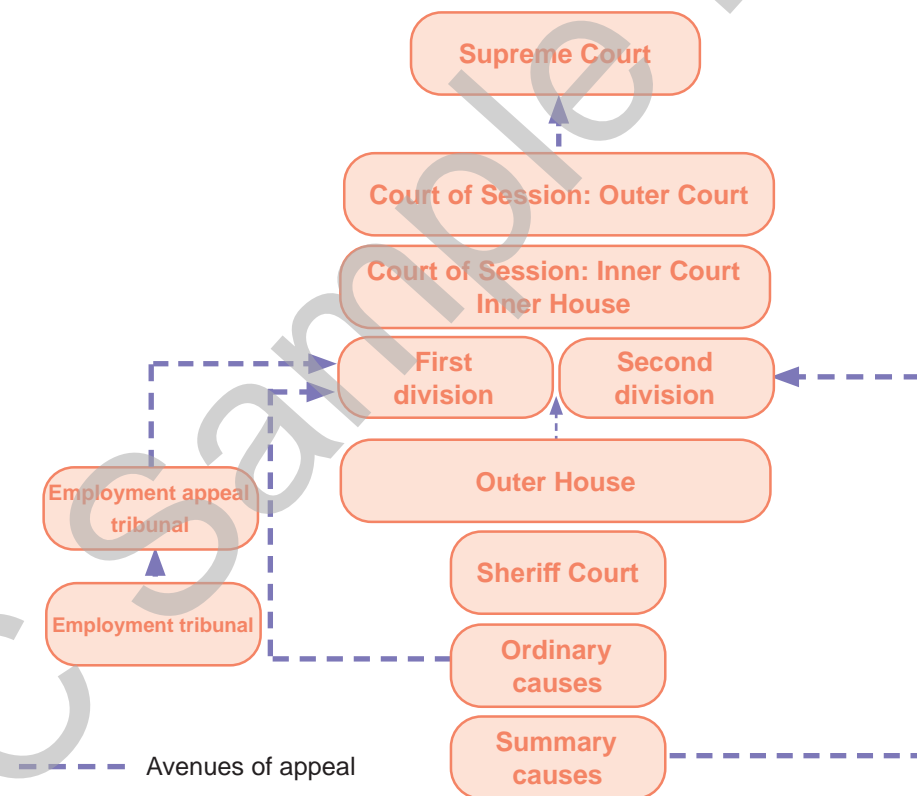 Supreme Court
Court of Session: Outer Court
Court of Session: Inner Court
Inner House
First
division
Second
division
Outer House
Employment appeal
tribunal
Sheriff Court
Employment tribunal
Ordinary
causes
Summary
causes
Avenues of appeal
C Sample